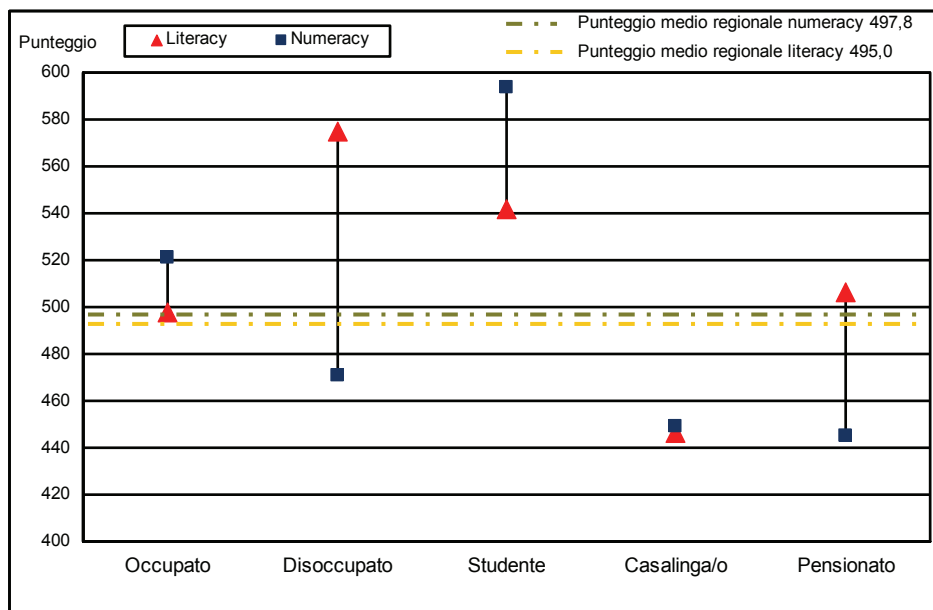 Punteggio
Literacy
Numeracy
Punteggio medio regionale numeracy 497,8
Punteggio medio regionale literacy 495,0
600
580
560
540
520
500
480
460
440
420
400
Occupato
Disoccupato
Studente
Casalinga/o
Pensionato